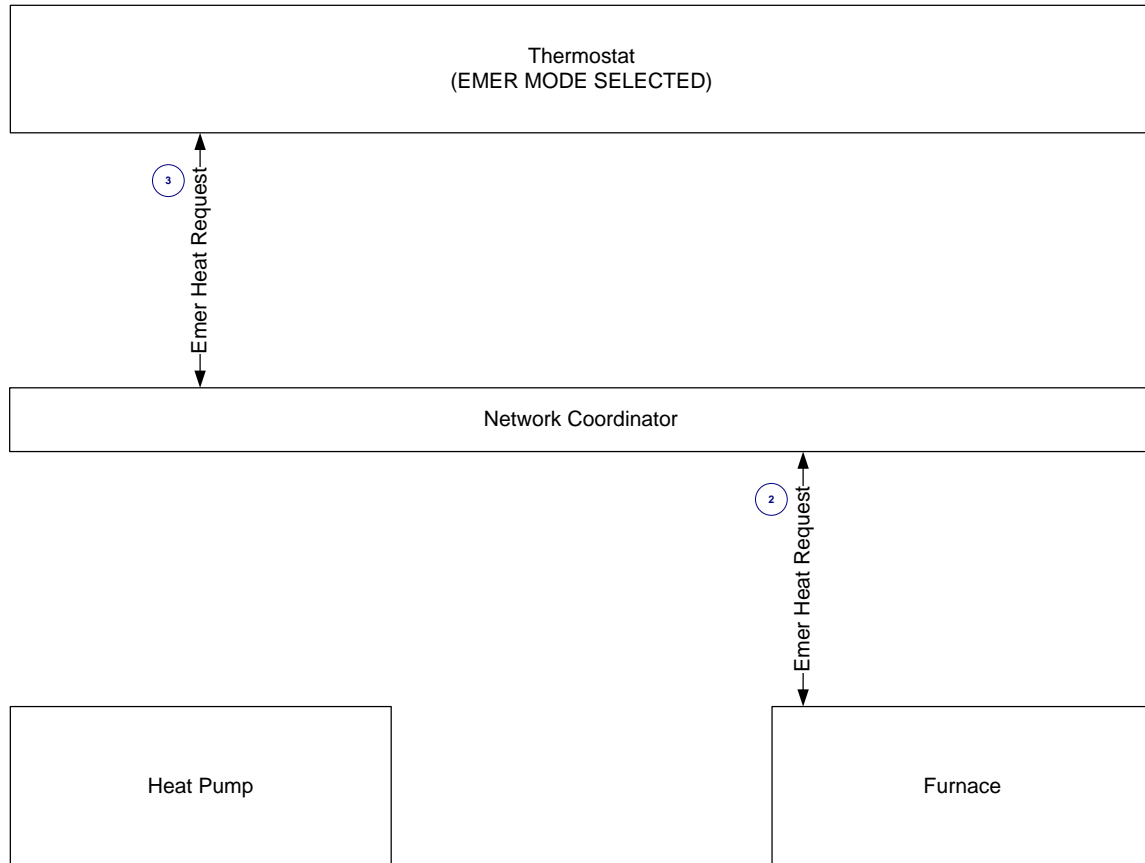 Thermostat
(EMER MODE SELECTED)
3
Emer Heat Request
Network Coordinator
2
Emer Heat Request
Heat Pump
Furnace